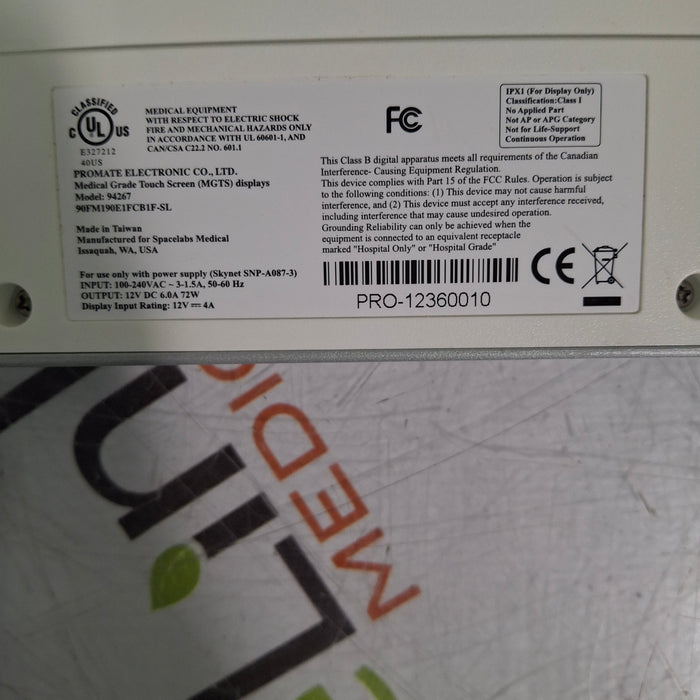 CLASSIFIED
C UL US
E327212
40US
MEDICAL EQUIPMENT
WITH RESPECT TO ELECTRIC SHOCK
FIRE AND MECHANICAL HAZARDS ONLY
IN ACCORDANCE WITH UL 60601-1, AND
CAN/CSA C22.2 NO. 601.1
PROMATE ELECTRONIC CO., LTD.
Medical Grade Touch Screen (MGTS) displays
Model: 94267
90FM190E1FCB1F-SL
Made in Taiwan
Manufactured for Spacelabs Medical
Issaquah, WA, USA
For use only with power supply (Skynet SNP-A087-3)
INPUT: 100-240VAC ~ 3-1.5A, 50-60 Hz
OUTPUT: 12V DC 6.0A 72W
Display Input Rating: 12V ⎓ 4A
FC
IPX1 (For Display Only)
Classification:Class I
No Applied Part
Not AP or APG Category
Not for Life-Support
Continuous Operation
This Class B digital apparatus meets all requirements of the Canadian
Interference- Causing Equipment Regulation.
This device complies with Part 15 of the FCC Rules. Operation is subject
to the following conditions: (1) This device may not cause harmful
interference, and (2) This device must accept any interference received,
including interference that may cause undesired operation.
Grounding Reliability can only be achieved when the
equipment is connected to an equivalent receptacle
marked "Hospital Only" or "Hospital Grade"
CE
PRO-12360010
MEDIC